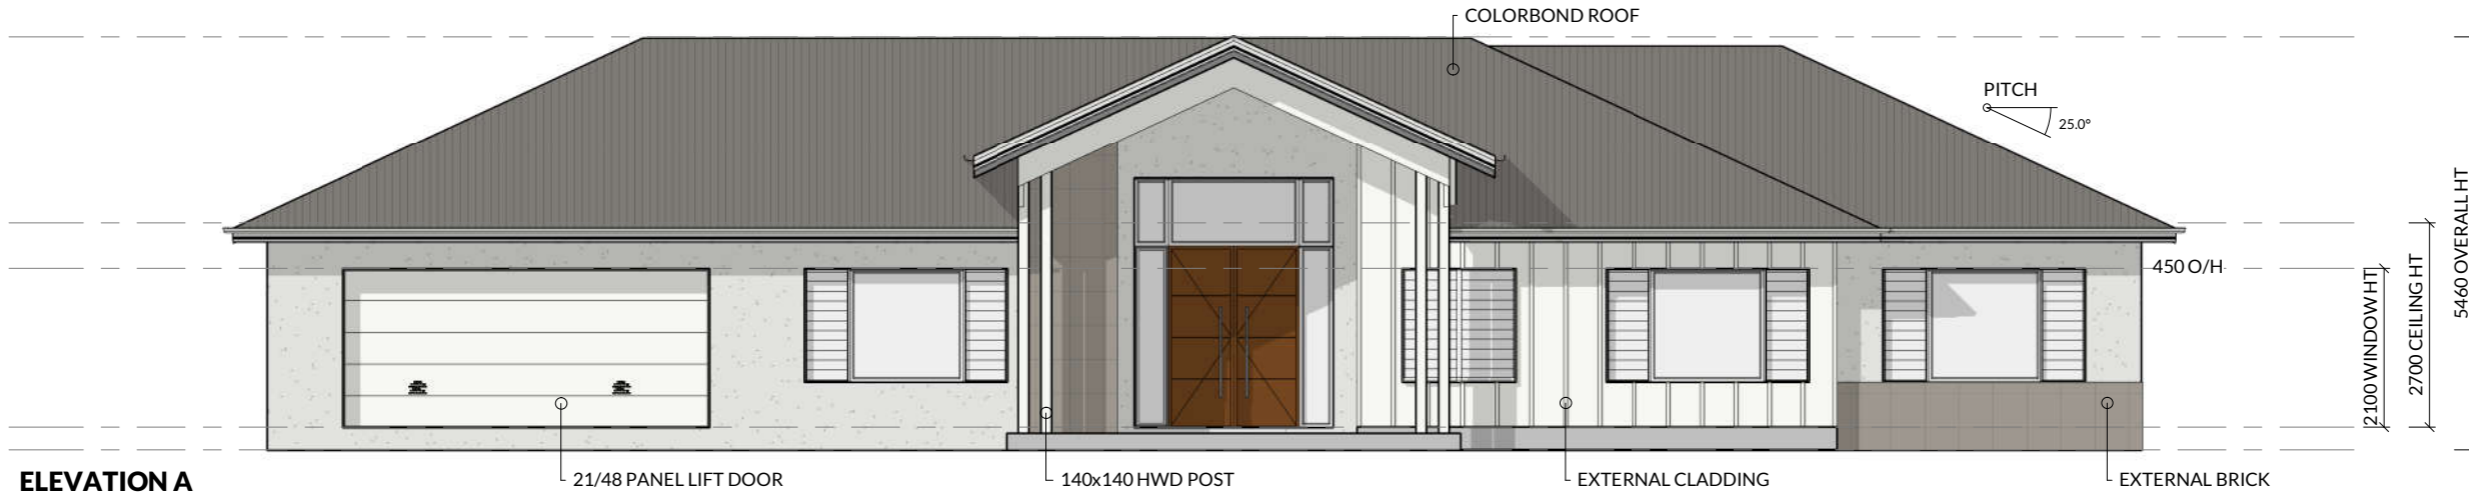 COLORBOND ROOF
PITCH
25.0°
450 O/H
2100 WINDOW HT
2700 CEILING HT
5460 OVERALL HT
ELEVATION A
21/48 PANEL LIFT DOOR
140x140 HWD POST
EXTERNAL CLADDING
EXTERNAL BRICK